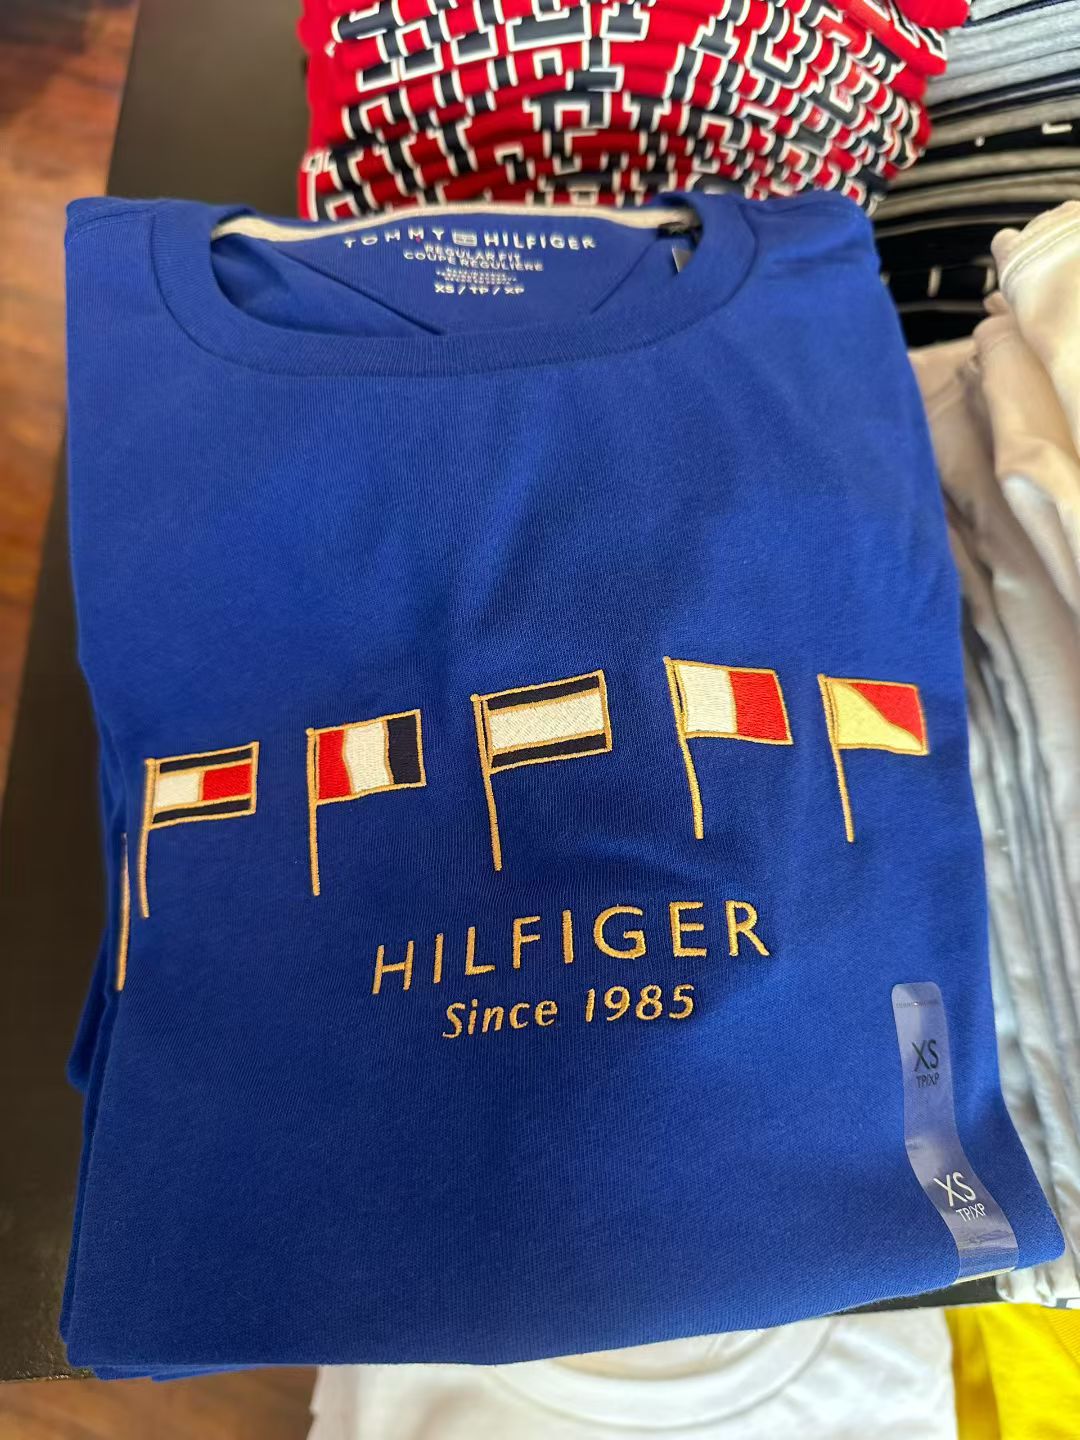 TOMMY HILFIGER
REGULAR FIT
COUPE RÉGULIÈRE
XS / TP / XP
HILFIGER
Since 1985
XS
TP/XP
XS
TP/XP